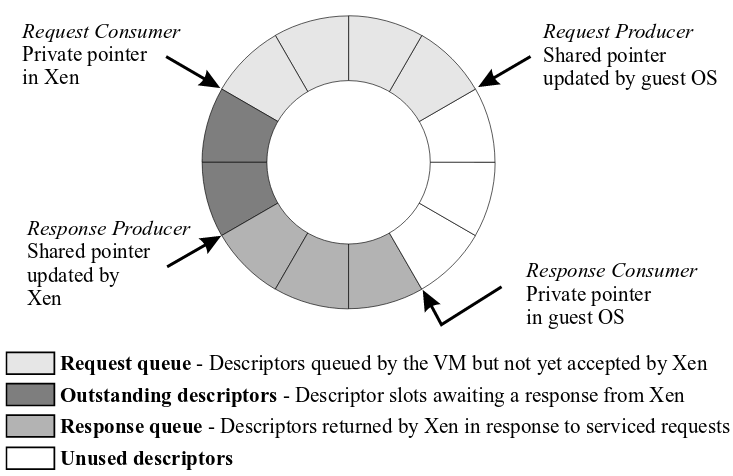 Request Consumer
Private pointer
in Xen
Request Producer
Shared pointer
updated by guest OS
Response Producer
Shared pointer
updated by
Xen
Response Consumer
Private pointer
in guest OS
Request queue - Descriptors queued by the VM but not yet accepted by Xen
Outstanding descriptors - Descriptor slots awaiting a response from Xen
Response queue - Descriptors returned by Xen in response to serviced requests
Unused descriptors